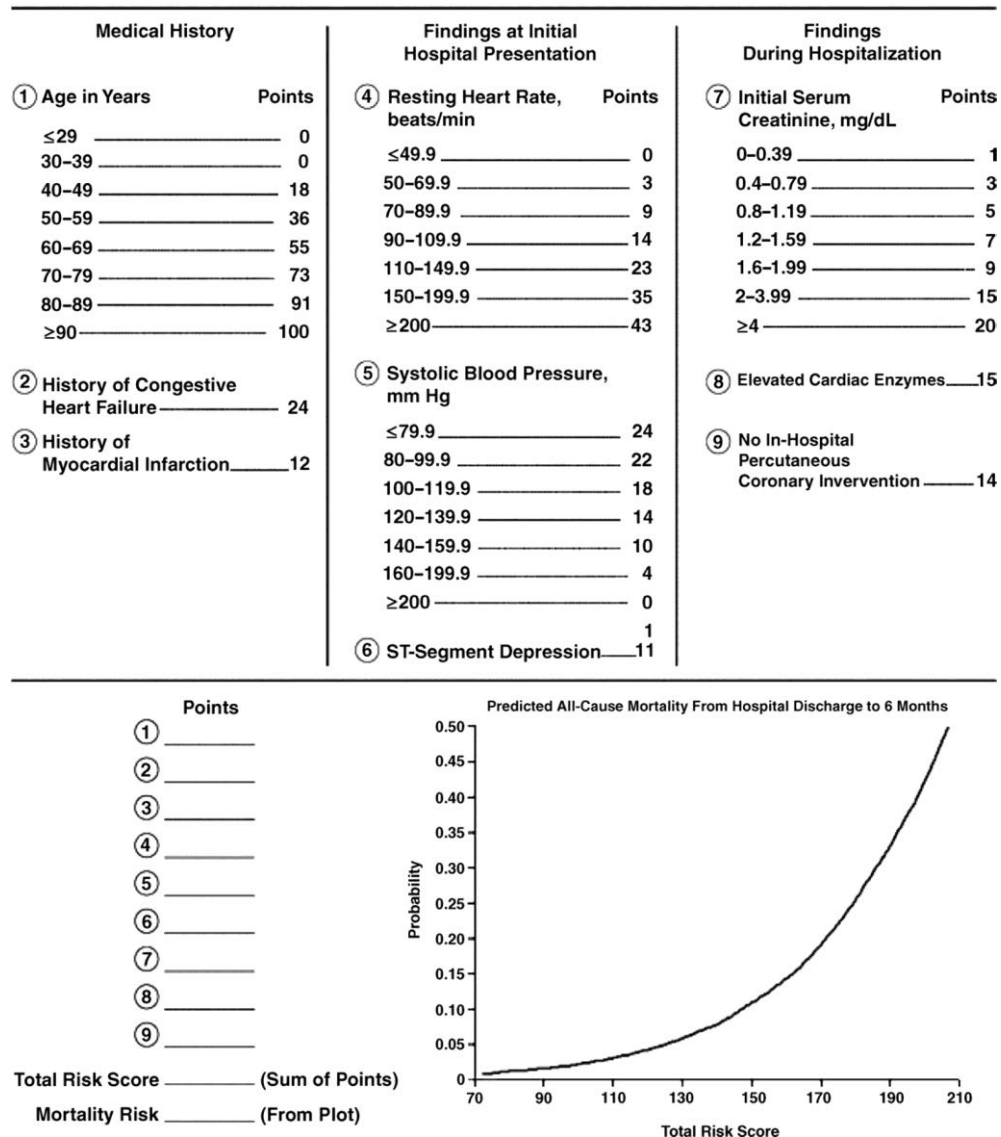 Medical History
① Age in Years Points
≤29 0
30–39 0
40–49 18
50–59 36
60–69 55
70–79 73
80–89 91
≥90 100
② History of Congestive
Heart Failure 24
③ History of
Myocardial Infarction 12
Findings at Initial
Hospital Presentation
④ Resting Heart Rate, Points
beats/min
≤49.9 0
50–69.9 3
70–89.9 9
90–109.9 14
110–149.9 23
150–199.9 35
≥200 43
⑤ Systolic Blood Pressure,
mm Hg
≤79.9 24
80–99.9 22
100–119.9 18
120–139.9 14
140–159.9 10
160–199.9 4
≥200 0
1
⑥ ST-Segment Depression 11
Findings
During Hospitalization
⑦ Initial Serum Points
Creatinine, mg/dL
0–0.39 1
0.4–0.79 3
0.8–1.19 5
1.2–1.59 7
1.6–1.99 9
2–3.99 15
≥4 20
⑧ Elevated Cardiac Enzymes 15
⑨ No In-Hospital
Percutaneous
Coronary Invervention 14
Points
①
②
③
④
⑤
⑥
⑦
⑧
⑨
Total Risk Score (Sum of Points)
Mortality Risk (From Plot)
Predicted All-Cause Mortality From Hospital Discharge to 6 Months
Probability
0.50
0.45
0.40
0.35
0.30
0.25
0.20
0.15
0.10
0.05
0
70 90 110 130 150 170 190 210
Total Risk Score